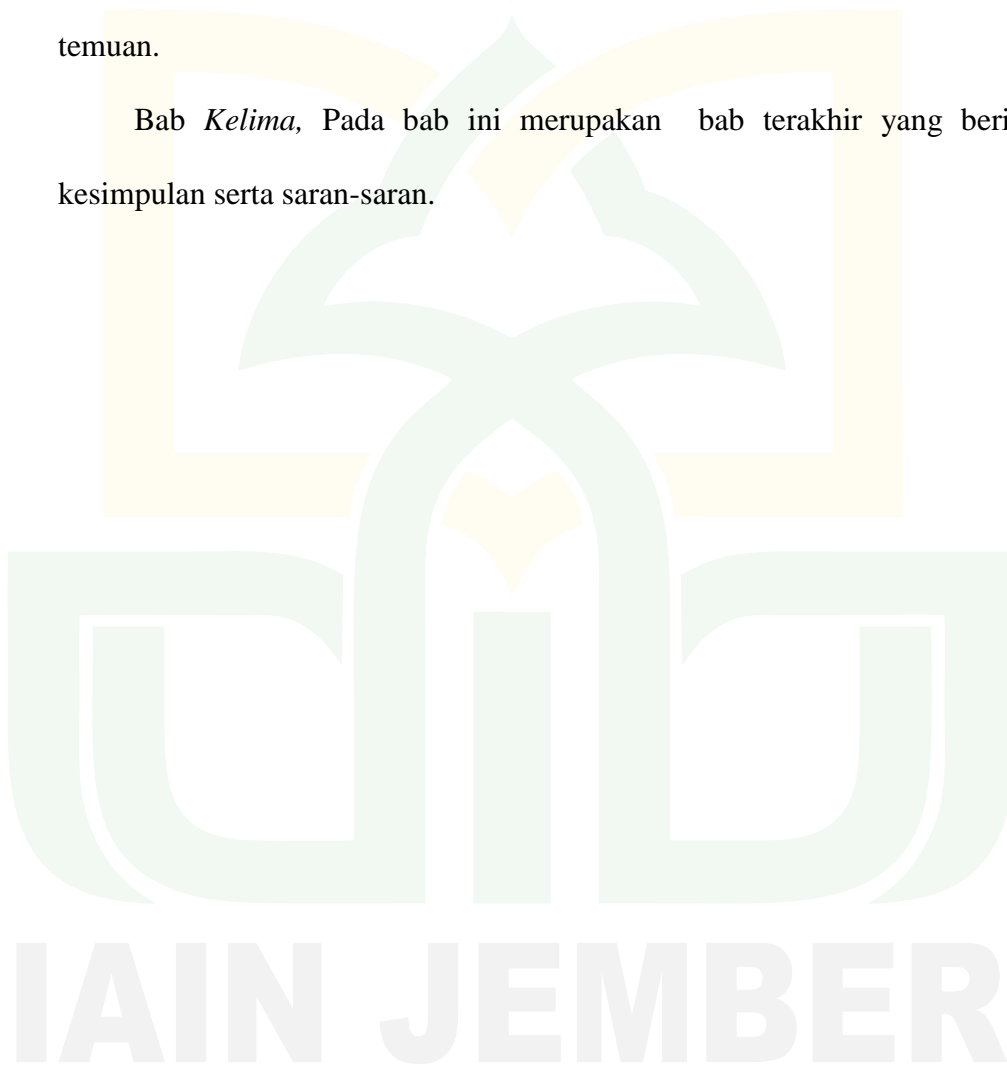 temuan.
Bab Kelima, Pada bab ini merupakan bab terakhir yang beri
kesimpulan serta saran-saran.
IAIN JEMBER